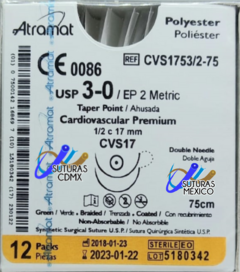 Atramat
Polyester
Poliéster
REF CVS1753/2-75
CE 0086
USP 3-0 / EP 2 Metric
Taper Point / Ahusada
Cardiovascular Premium
1/2 c x 17 mm
CVS17
Double Needle
Doble Aguja
SUTURAS
CDMX
SUTURAS
MEXICO
75cm
Green / Verde • Braided / Trenzado • Coated / Con recubrimiento
Non-Absorbable / No Absorbible
Synthetic Surgical Suture U.S.P. / Sutura Quirúrgica Sintética U.S.P.
12 Packs
Piezas
2018-01-23
2023-01-22
STERILE EO
LOT 5180342